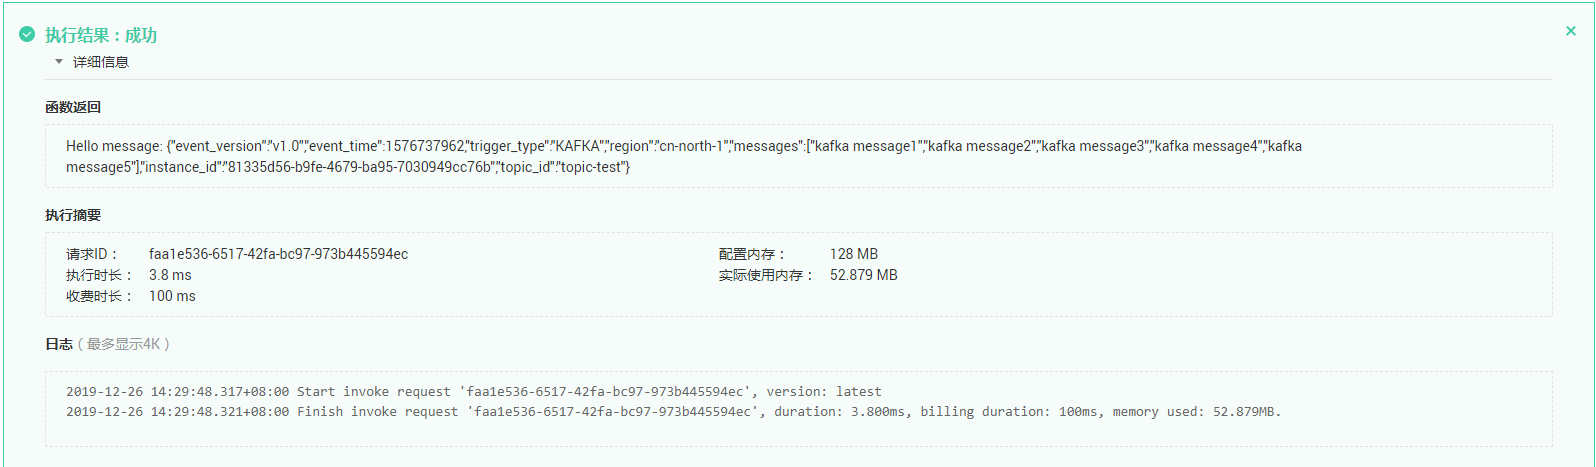 执行结果：成功
详细信息
函数返回
Hello message: {"event_version":"v1.0","event_time":1576737962,"trigger_type":"KAFKA","region":"cn-north-1","messages":["kafka message1","kafka message2","kafka message3","kafka message4","kafka
message5"],"instance_id":"81335d56-b9fe-4679-ba95-7030949cc76b","topic_id":"topic-test"}
执行摘要
请求ID： faa1e536-6517-42fa-bc97-973b445594ec 配置内存： 128 MB
执行时长： 3.8 ms 实际使用内存： 52.879 MB
收费时长： 100 ms
日志（最多显示4K）
2019-12-26 14:29:48.317+08:00 Start invoke request 'faa1e536-6517-42fa-bc97-973b445594ec', version: latest
2019-12-26 14:29:48.321+08:00 Finish invoke request 'faa1e536-6517-42fa-bc97-973b445594ec', duration: 3.800ms, billing duration: 100ms, memory used: 52.879MB.